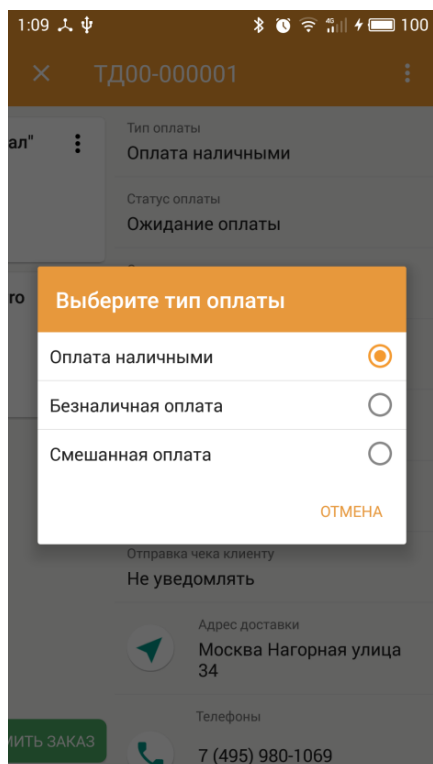 1:09
4G
100
ТД00-000001
ал"
Тип оплаты
Оплата наличными
Статус оплаты
Ожидание оплаты
го
Выберите тип оплаты
Оплата наличными
Безналичная оплата
Смешанная оплата
ОТМЕНА
Отправка чека клиенту
Не уведомлять
Адрес доставки
Москва Нагорная улица
34
Телефоны
ИТЬ ЗАКАЗ
7 (495) 980-1069